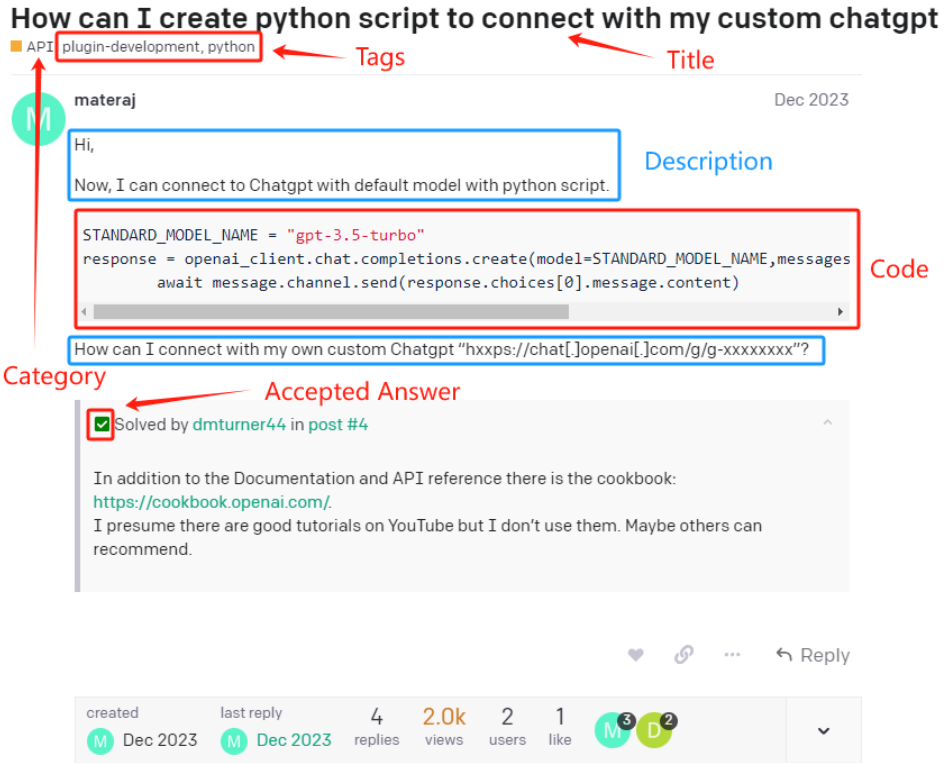 How can I create python script to connect with my custom chatgpt
API plugin-development, python
Tags
Title
M
materaj
Dec 2023
Hi,
Description
Now, I can connect to Chatgpt with default model with python script.
STANDARD_MODEL_NAME = "gpt-3.5-turbo"
response = openai_client.chat.completions.create(model=STANDARD_MODEL_NAME,messages
await message.channel.send(response.choices[0].message.content)
Code
How can I connect with my own custom Chatgpt “hxxps://chat[.]openai[.]com/g/g-xxxxxxxx”?
Category
Accepted Answer
Solved by dmturner44 in post #4
In addition to the Documentation and API reference there is the cookbook:
https://cookbook.openai.com/.
I presume there are good tutorials on YouTube but I don’t use them. Maybe others can
recommend.
Reply
created
last reply
4
2.0k
2
1
M 3
D 2
M Dec 2023
M Dec 2023
replies
views
users
like